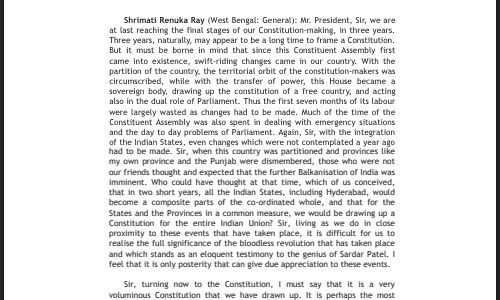 Shrimati Renuka Ray (West Bengal: General): Mr. President, Sir, we are
at last reaching the final stages of our Constitution-making, in three years.
Three years, naturally, may appear to be a long time to frame a Constitution.
But it must be borne in mind that since this Constituent Assembly first
came into existence, swift-riding changes came in our country. With the
partition of the country, the territorial orbit of the constitution-makers was
circumscribed, while with the transfer of power, this House became a
sovereign body, drawing up the constitution of a free country, and acting
also in the dual role of Parliament. Thus the first seven months of its labour
were largely wasted as changes had to be made. Much of the time of the
Constituent Assembly was also spent in dealing with emergency situations
and the day to day problems of Parliament. Again, Sir, with the integration
of the Indian States, even changes which were not contemplated a year ago
had to be made. Sir, when this country was partitioned and provinces like
my own province and the Punjab were dismembered, those who were not
our friends thought and expected that the further Balkanisation of India was
imminent. Who could have thought at that time, which of us conceived,
that in two short years, all the Indian States, including Hyderabad, would
become a composite parts of the co-ordinated whole, and that for the
States and the Provinces in a common measure, we would be drawing up a
Constitution for the entire Indian Union? Sir, living as we do in close
proximity to these events that have taken place, it is difficult for us to
realise the full significance of the bloodless revolution that has taken place
and which stands as an eloquent testimony to the genius of Sardar Patel. I
feel that it is only posterity that can give due appreciation to these events.
Sir, turning now to the Constitution, I must say that it is a very
voluminous Constitution that we have drawn up. It is perhaps the most